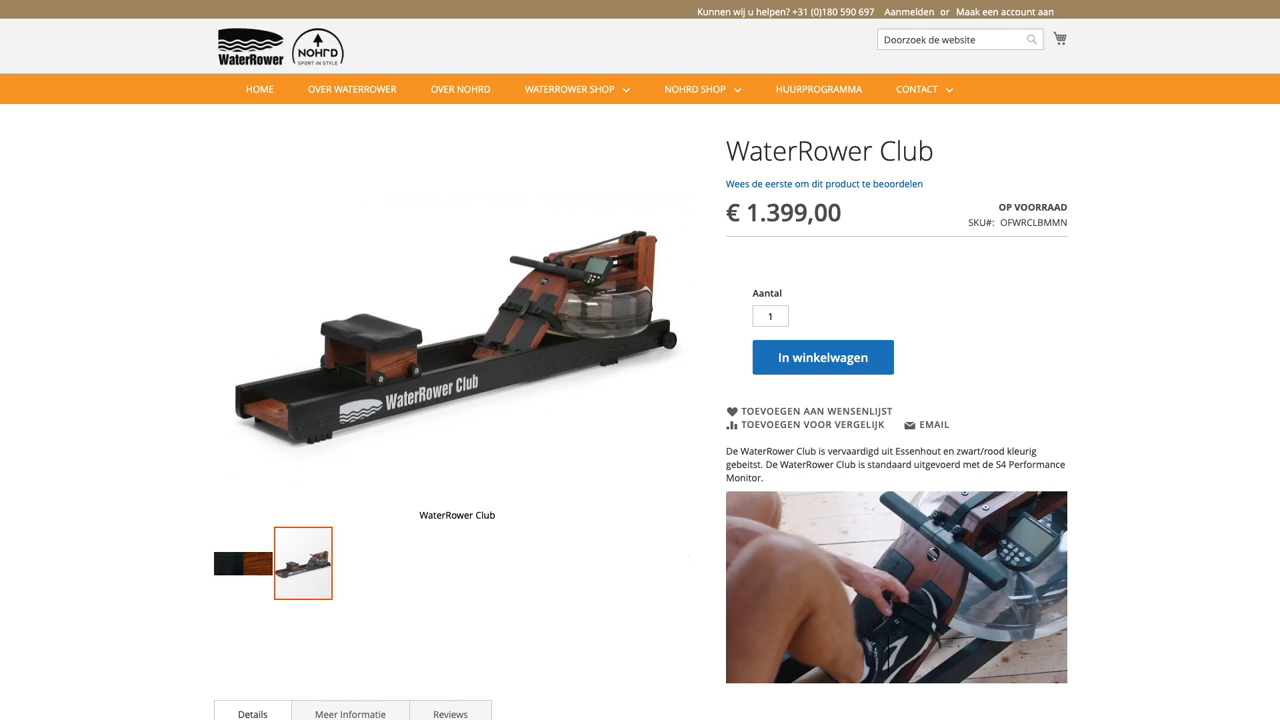 Kunnen wij u helpen? +31 (0)180 590 697 Aanmelden or Maak een account aan
WaterRower
NOHrD
SPORT IN STYLE
Doorzoek de website
HOME OVER WATERROWER OVER NOHRD WATERROWER SHOP NOHRD SHOP HUURPROGRAMMA CONTACT
WaterRower Club
Wees de eerste om dit product te beoordelen
€ 1.399,00
OP VOORRAAD
SKU#: OFWRCLBMMN
Aantal
1
In winkelwagen
TOEVOEGEN AAN WENSENLIJST
TOEVOEGEN VOOR VERGELIJK EMAIL
De WaterRower Club is vervaardigd uit Essenhout en zwart/rood kleurig
gebeitst. De WaterRower Club is standaard uitgevoerd met de S4 Performance
Monitor.
WaterRower Club
WaterRower Club
Details Meer Informatie Reviews